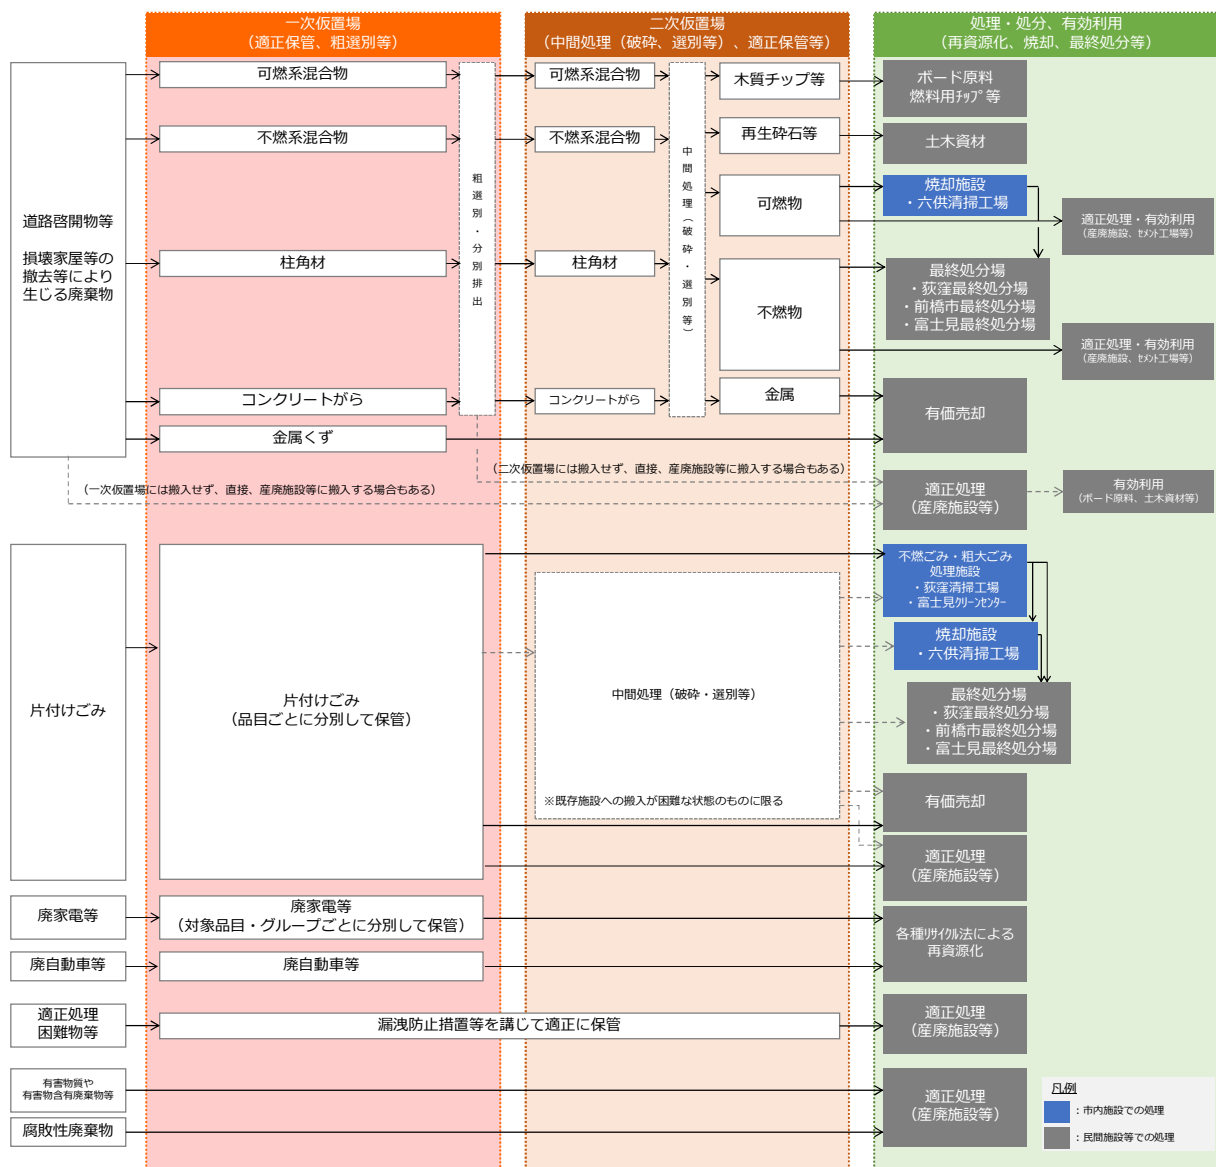 一次仮置場
（適正保管、粗選別等）
二次仮置場
（中間処理（破砕、選別等）、適正保管等）
処理・処分、有効利用
（再資源化、焼却、最終処分等）
道路啓開物等
損壊家屋等の
撤去等により
生じる廃棄物
可燃系混合物
不燃系混合物
柱角材
コンクリートがら
金属くず
粗選別・分別排出
可燃系混合物
不燃系混合物
柱角材
コンクリートがら
中間処理（破砕・選別等）
木質チップ等
再生砕石等
可燃物
不燃物
金属
ボード原料
燃料用ﾁｯﾌﾟ等
土木資材
焼却施設
・六供清掃工場
適正処理・有効利用
（産廃施設、ｾﾒﾝﾄ工場等）
最終処分場
・荻窪最終処分場
・前橋市最終処分場
・富士見最終処分場
適正処理・有効利用
（産廃施設、ｾﾒﾝﾄ工場等）
有価売却
（二次仮置場には搬入せず、直接、産廃施設等に搬入する場合もある）
（一次仮置場には搬入せず、直接、産廃施設等に搬入する場合もある）
適正処理
（産廃施設等）
有効利用
（ボード原料、土木資材等）
片付けごみ
片付けごみ
（品目ごとに分別して保管）
中間処理（破砕・選別等）
※既存施設への搬入が困難な状態のものに限る
不燃ごみ・粗大ごみ
処理施設
・荻窪清掃工場
・富士見ｸﾘｰﾝｾﾝﾀｰ
焼却施設
・六供清掃工場
最終処分場
・荻窪最終処分場
・前橋市最終処分場
・富士見最終処分場
有価売却
適正処理
（産廃施設等）
廃家電等
廃家電等
（対象品目・グループごとに分別して保管）
各種ﾘｻｲｸﾙ法による
再資源化
廃自動車等
廃自動車等
適正処理
困難物等
漏洩防止措置等を講じて適正に保管
適正処理
（産廃施設等）
有害物質や
有害物含有廃棄物等
適正処理
（産廃施設等）
腐敗性廃棄物
凡例
：市内施設での処理
：民間施設等での処理